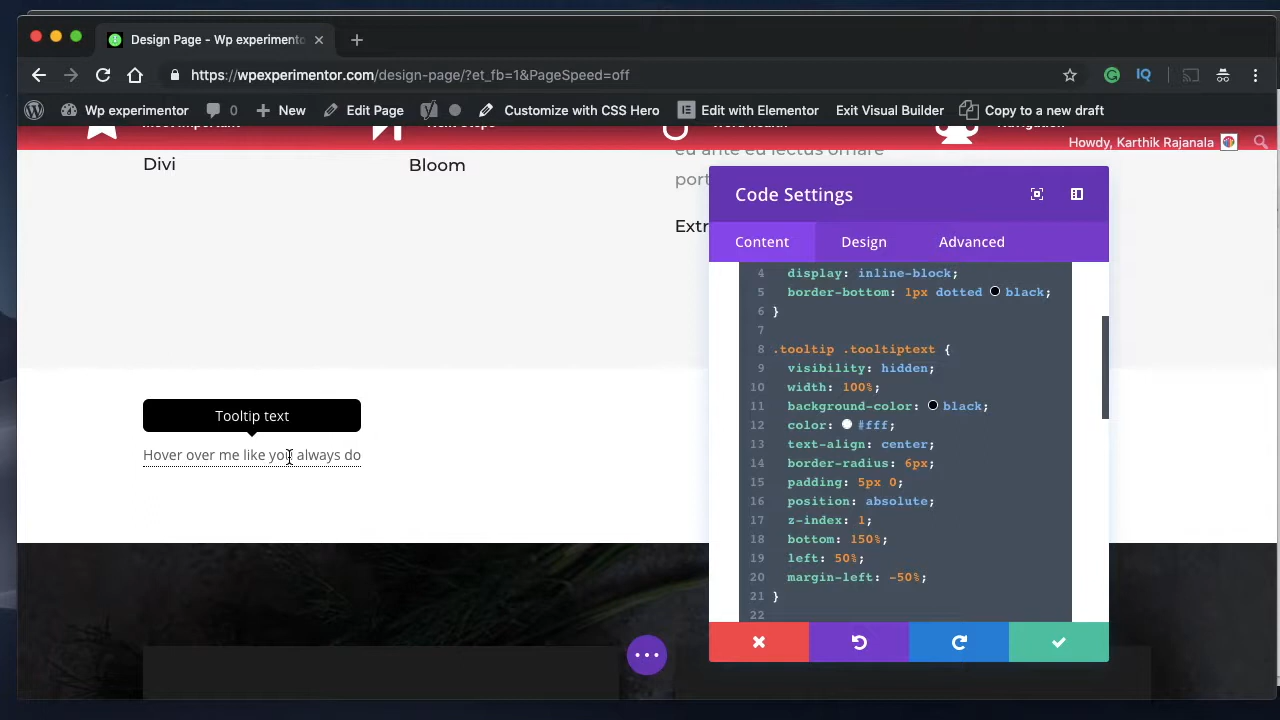 Design Page - Wp experimento
https://wpexperimentor.com/design-page/?et_fb=1&PageSpeed=off
Wp experimentor 0 New Edit Page Customize with CSS Hero Edit with Elementor Exit Visual Builder Copy to a new draft
Howdy, Karthik Rajanala
Divi
Bloom
eu ante eu lectus ornare
port
Extr
Code Settings
Content Design Advanced
4 display: inline-block;
5 border-bottom: 1px dotted black;
6 }
7
8 .tooltip .tooltiptext {
9 visibility: hidden;
10 width: 100%;
11 background-color: black;
12 color: #fff;
13 text-align: center;
14 border-radius: 6px;
15 padding: 5px 0;
16 position: absolute;
17 z-index: 1;
18 bottom: 150%;
19 left: 50%;
20 margin-left: -50%;
21 }
22
Tooltip text
Hover over me like you always do